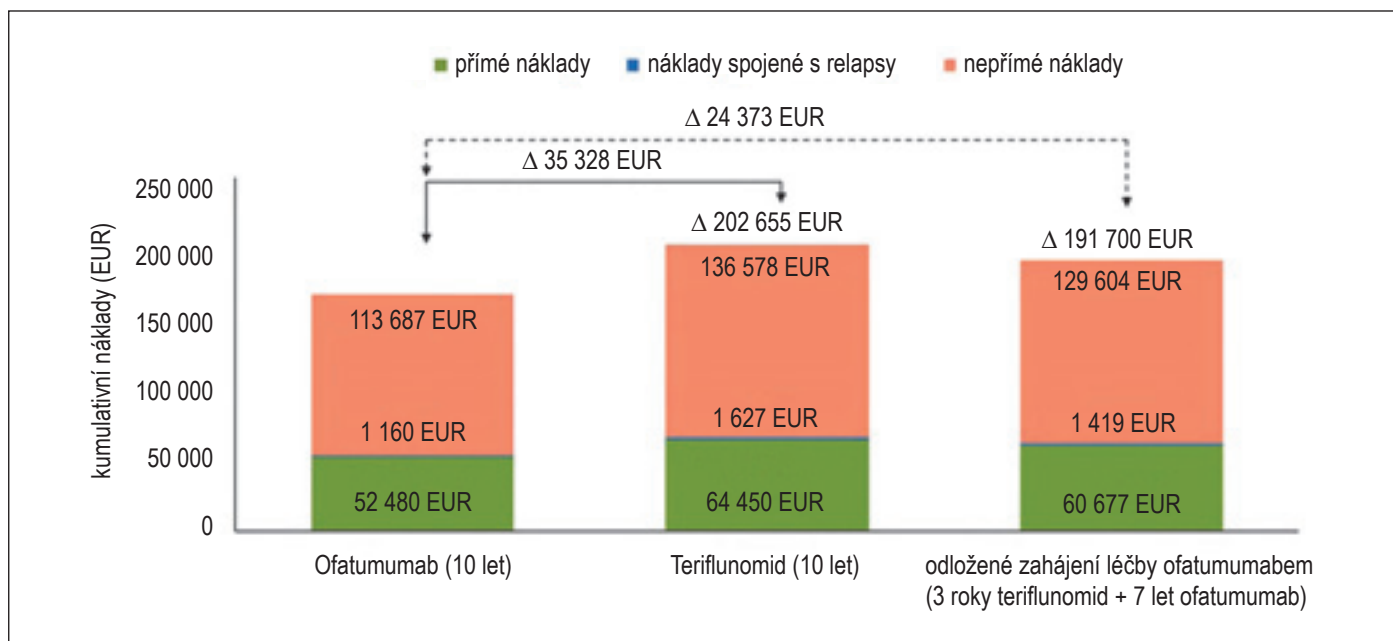 přímé náklady náklady spojené s relapsy nepřímé náklady
∆ 24 373 EUR
∆ 35 328 EUR
kumulativní náklady (EUR)
250 000
200 000
150 000
100 000
50 000
0
113 687 EUR
1 160 EUR
52 480 EUR
∆ 202 655 EUR
136 578 EUR
1 627 EUR
64 450 EUR
∆ 191 700 EUR
129 604 EUR
1 419 EUR
60 677 EUR
Ofatumumab (10 let)
Teriflunomid (10 let)
odložené zahájení léčby ofatumumabem
(3 roky teriflunomid + 7 let ofatumumab)